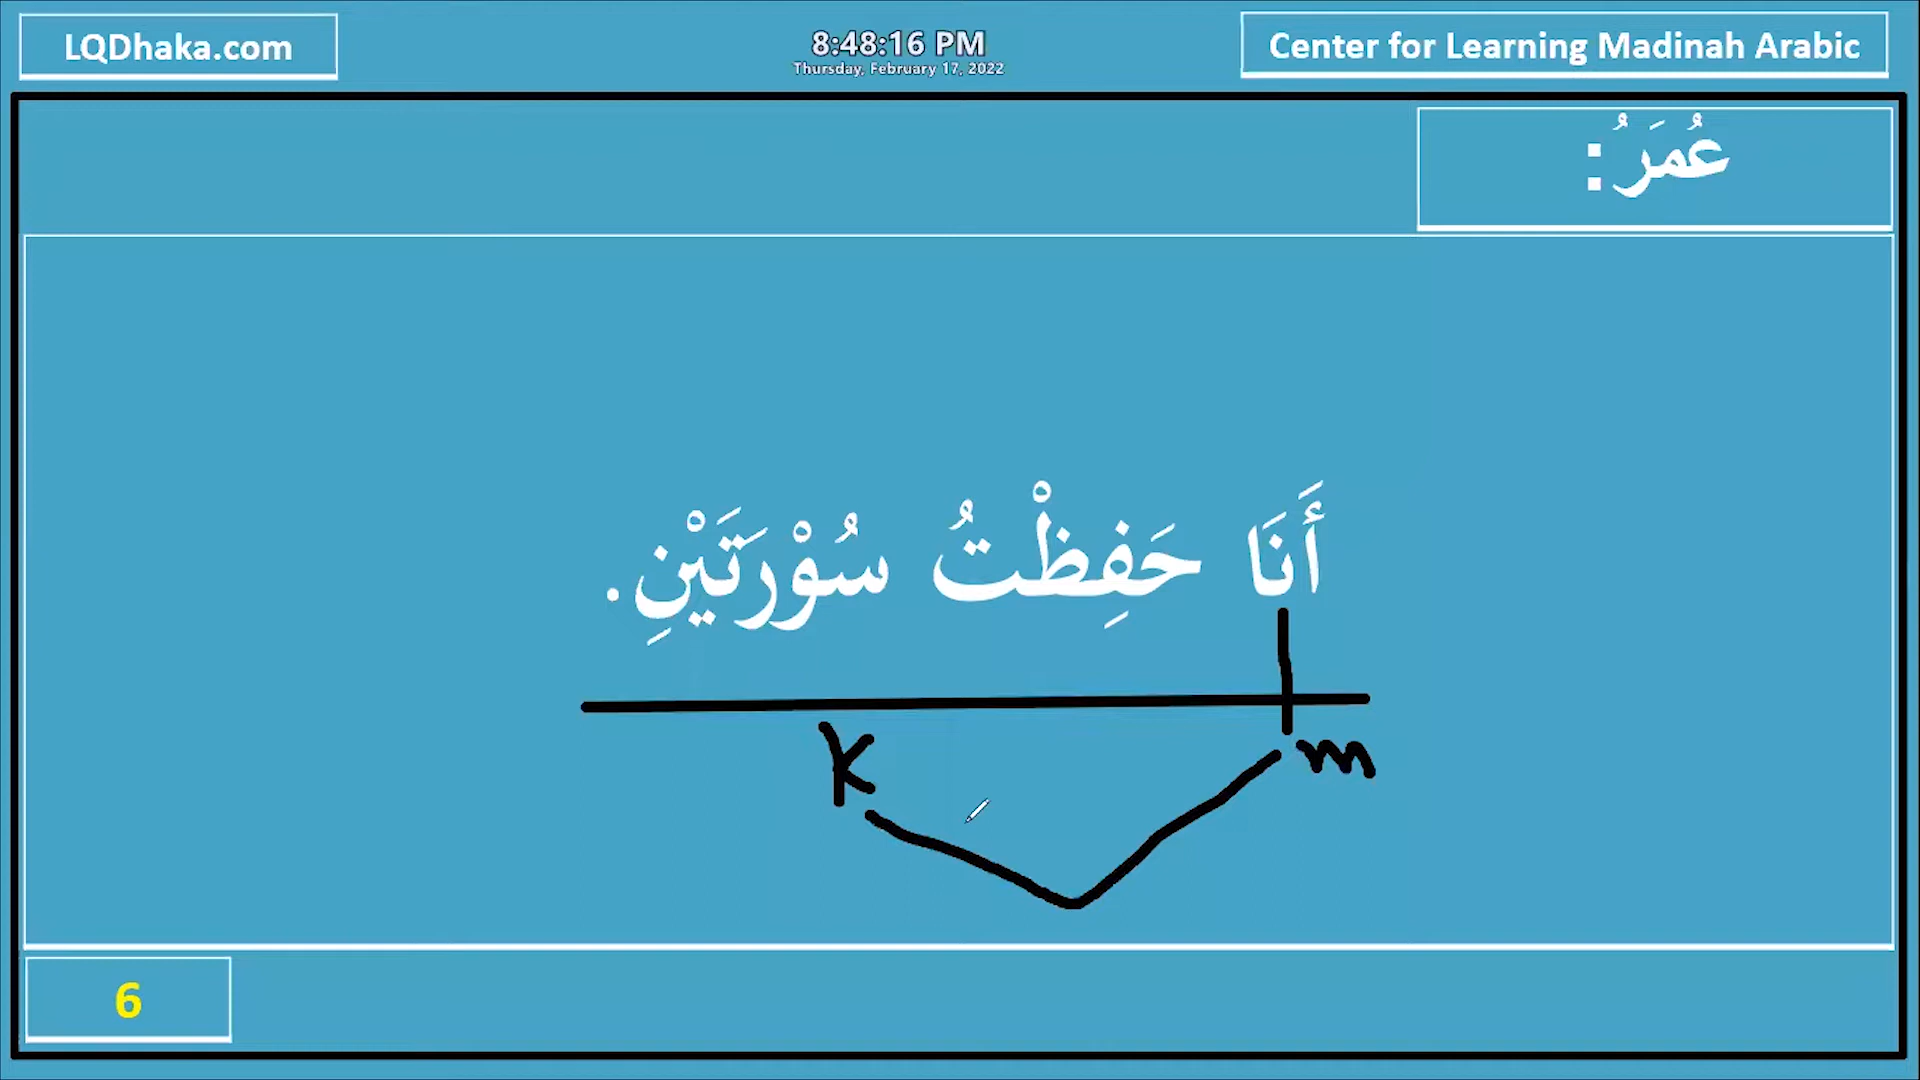 LQDhaka.com
8:48:16 PM
Thursday, February 17, 2022
Center for Learning Madinah Arabic
عُمَرُ :
أَنَا حَفِظْتُ سُوْرَتَيْنِ.
k
m
6